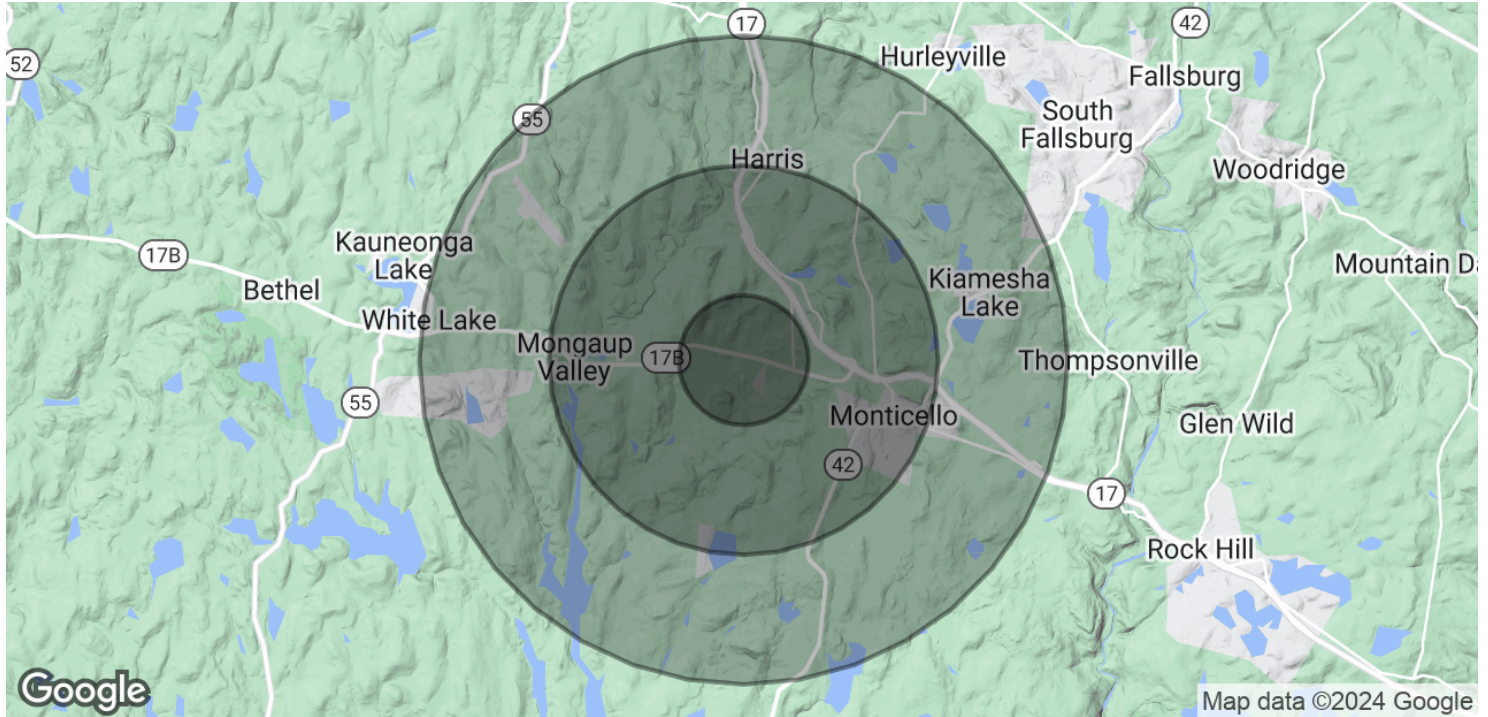 17
42
Hurleyville
52
Fallsburg
South
Fallsburg
55
Harris
Woodridge
Kauneonga
Lake
17B
Bethel
Kiamesha
Lake
Mountain Da
White Lake
Mongaup
Valley
17B
Thompsonville
55
Monticello
Glen Wild
42
17
Rock Hill
Google
Map data ©2024 Google